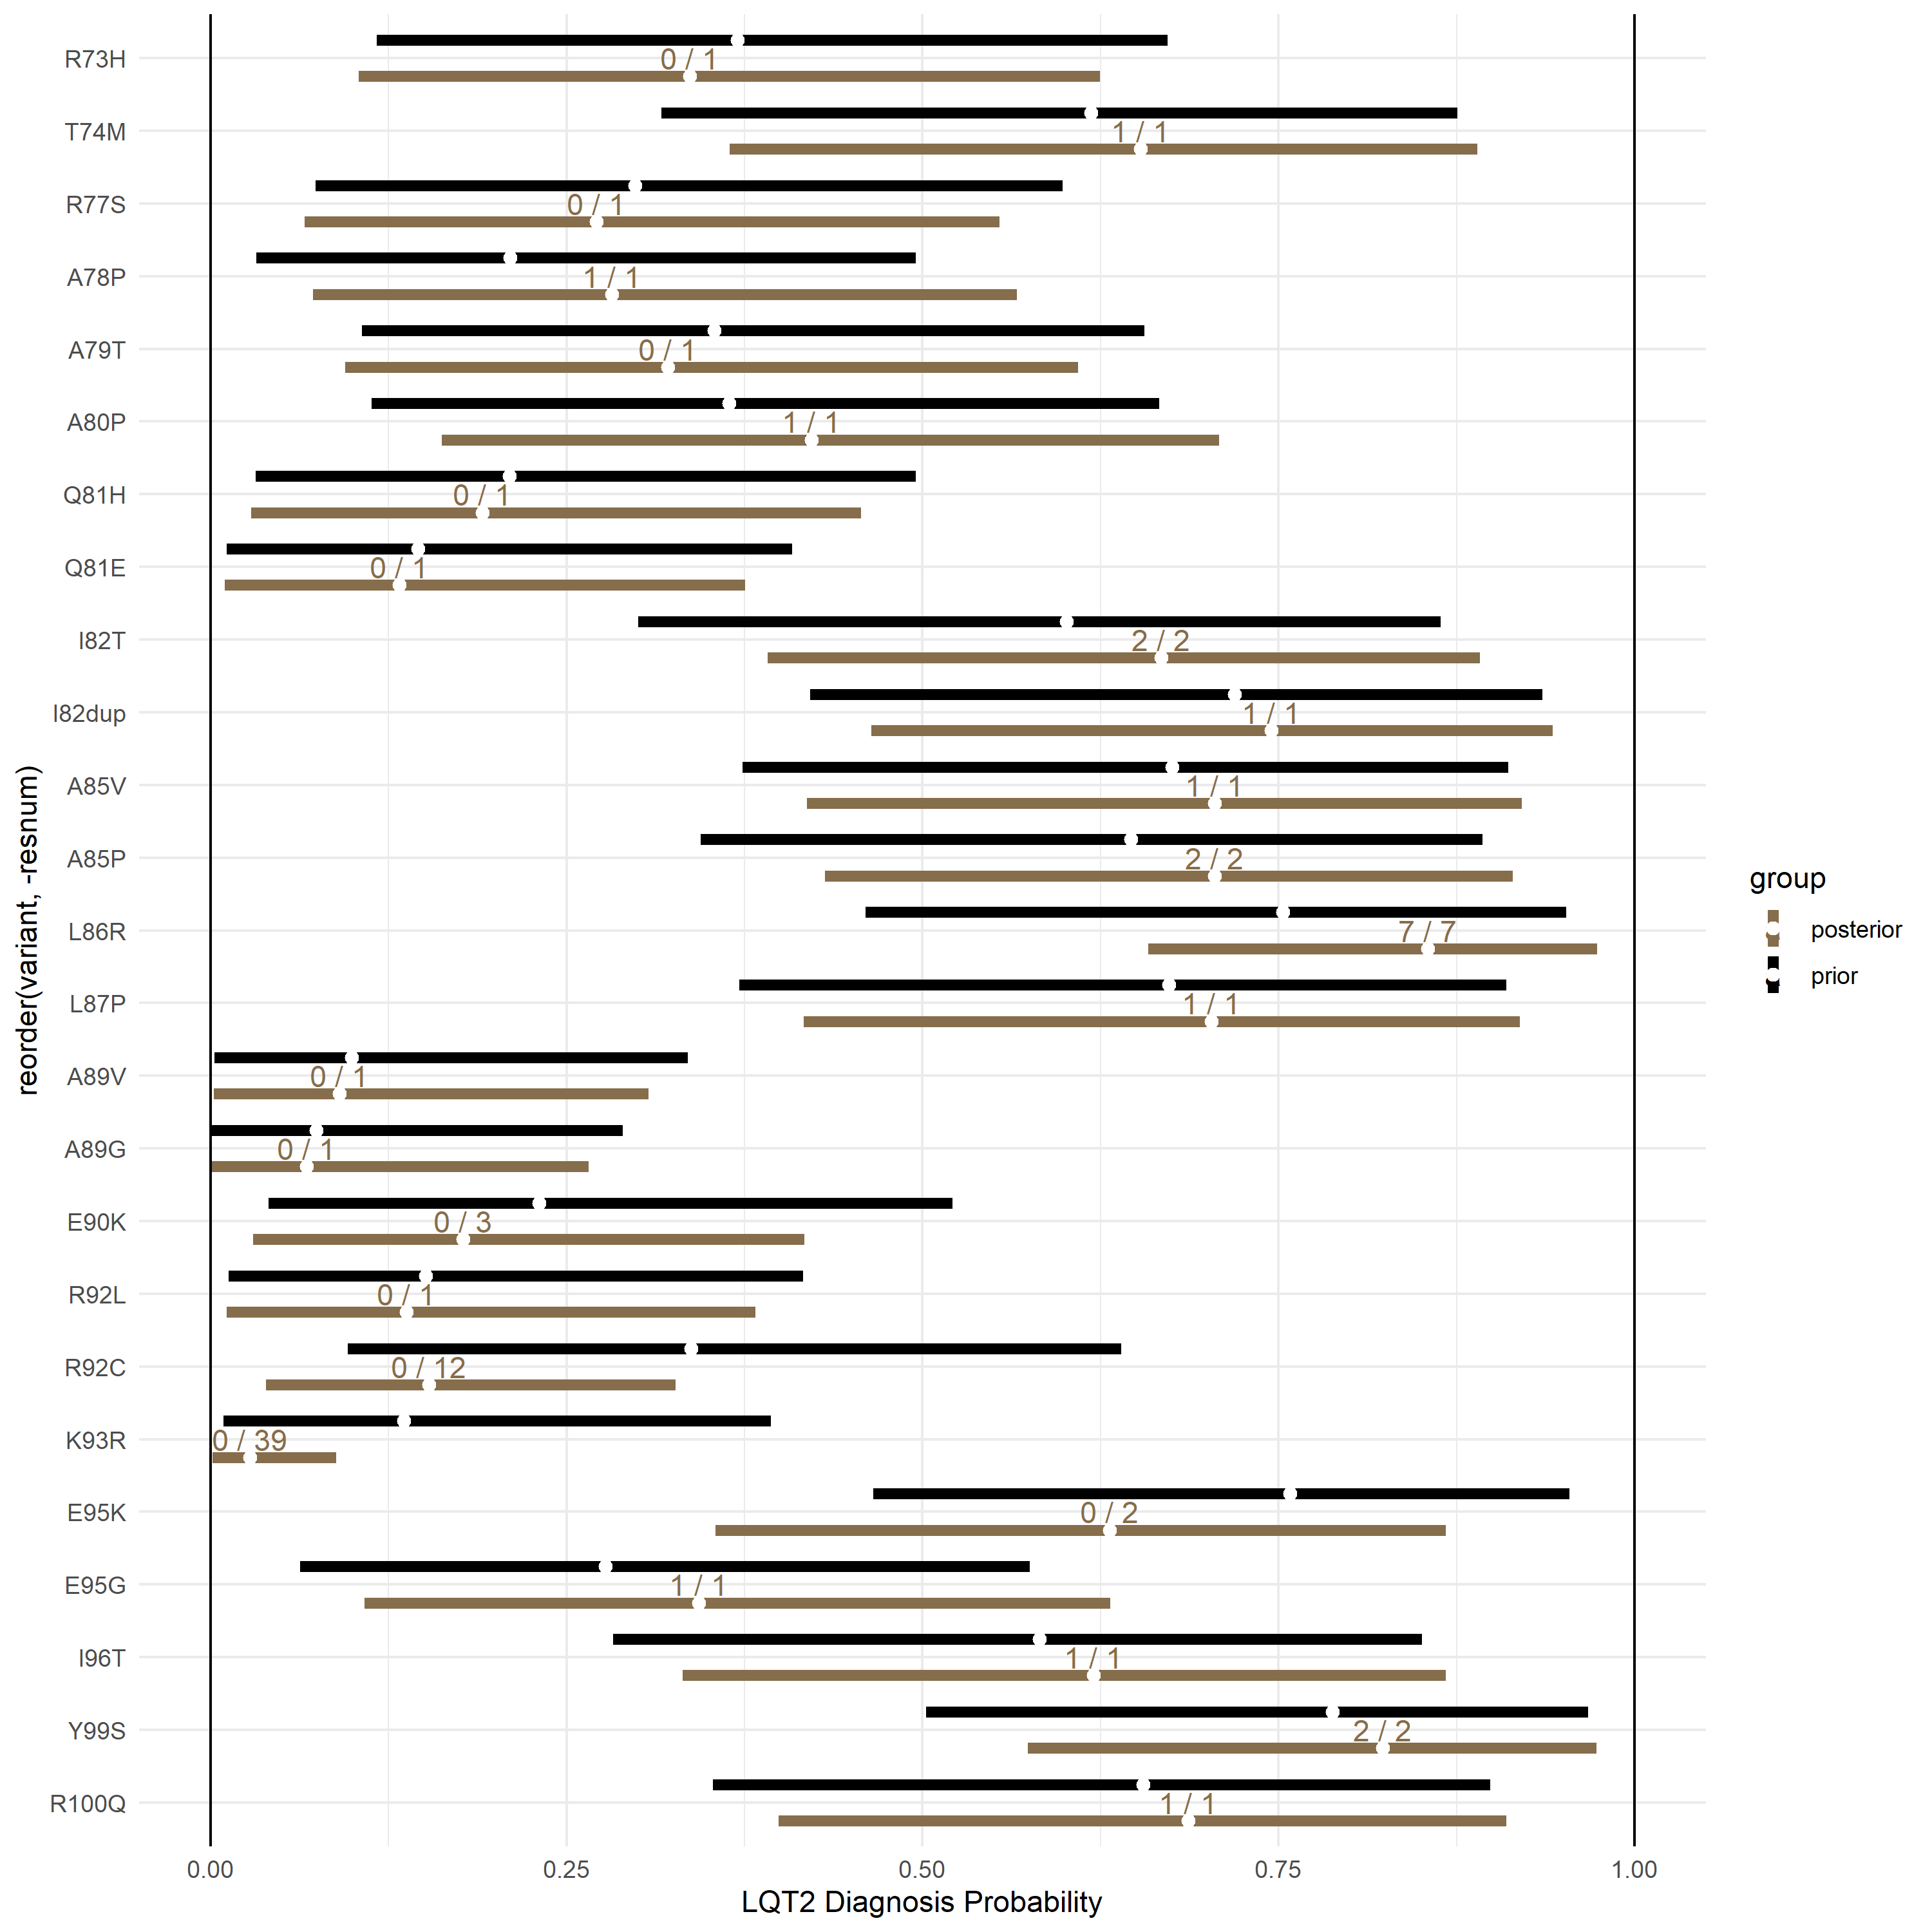 R73H
0 / 1
T74M
1 / 1
R77S
0 / 1
A78P
1 / 1
A79T
0 / 1
A80P
1 / 1
Q81H
0 / 1
Q81E
0 / 1
I82T
2 / 2
I82dup
1 / 1
A85V
1 / 1
A85P
2 / 2
L86R
7 / 7
L87P
1 / 1
A89V
0 / 1
A89G
0 / 1
E90K
0 / 3
R92L
0 / 1
R92C
0 / 12
K93R
0 / 39
E95K
0 / 2
E95G
1 / 1
I96T
1 / 1
Y99S
2 / 2
R100Q
1 / 1
0.00 0.25 0.50 0.75 1.00
LQT2 Diagnosis Probability
reorder(variant, -resnum)
group
posterior
prior